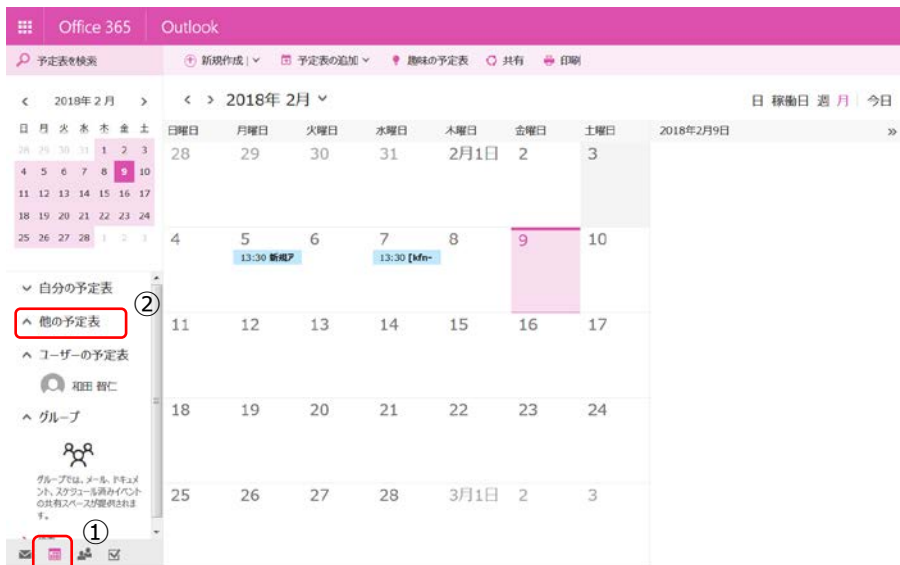 Office 365 Outlook
予定表を検索
新規作成 | 予定表の追加 趣味の予定表 共有 印刷
2018年 2月
日 月 火 水 木 金 土
28 29 30 31 1 2 3
4 5 6 7 8 9 10
11 12 13 14 15 16 17
18 19 20 21 22 23 24
25 26 27 28 1 2 3
2018年 2月
日 稼働日 週 月 今日
日曜日 月曜日 火曜日 水曜日 木曜日 金曜日 土曜日 2018年2月9日 »
28 29 30 31 2月1日 2 3
4 5 6 7 8 9 10
13:30 新規ア 13:30 [kfn-
11 12 13 14 15 16 17
18 19 20 21 22 23 24
25 26 27 28 3月1日 2 3
自分の予定表
②
他の予定表
ユーザーの予定表
和田 智仁
グループ
グループでは、メール、ドキュメ
ント、スケジュール済みイベント
の共有スペースが提供されま
す。
①